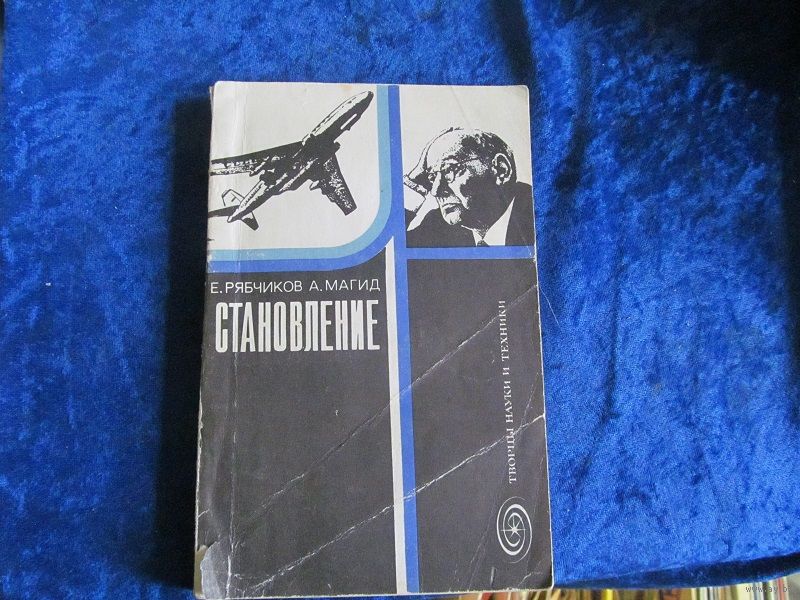 Е. РЯБЧИКОВ А. МАГИД
СТАНОВЛЕНИЕ
ТВОРЦЫ НАУКИ И ТЕХНИКИ